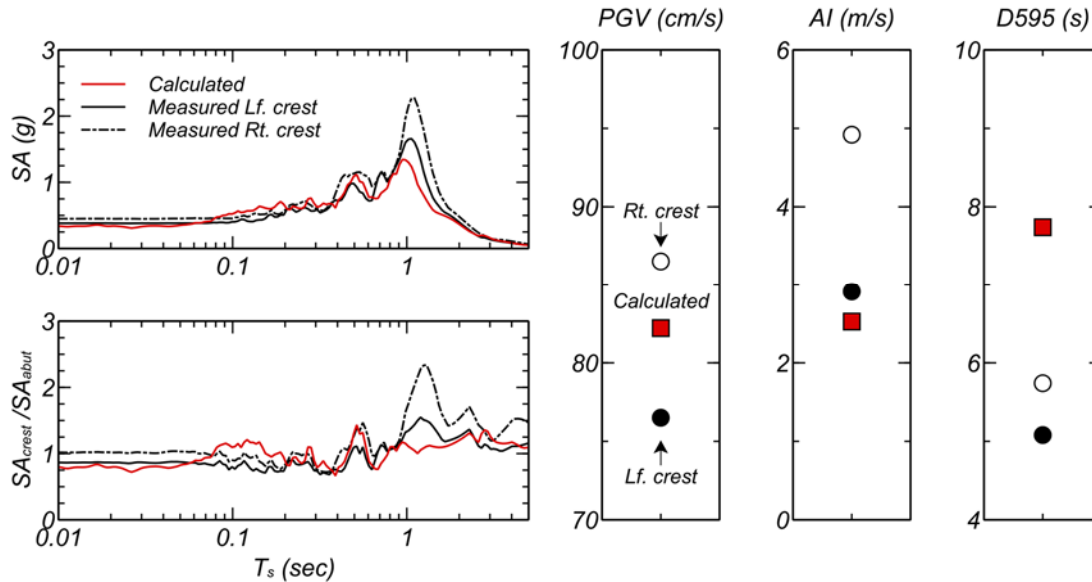 PGV (cm/s)
AI (m/s)
D595 (s)
3
2
1
0
SA (g)
Calculated
Measured Lf. crest
Measured Rt. crest
0.01
0.1
1
3
2
1
0
SAcrest /SAabut
0.01
0.1
1
Ts (sec)
100
90
80
70
Rt. crest
Calculated
Lf. crest
6
4
2
0
10
8
6
4